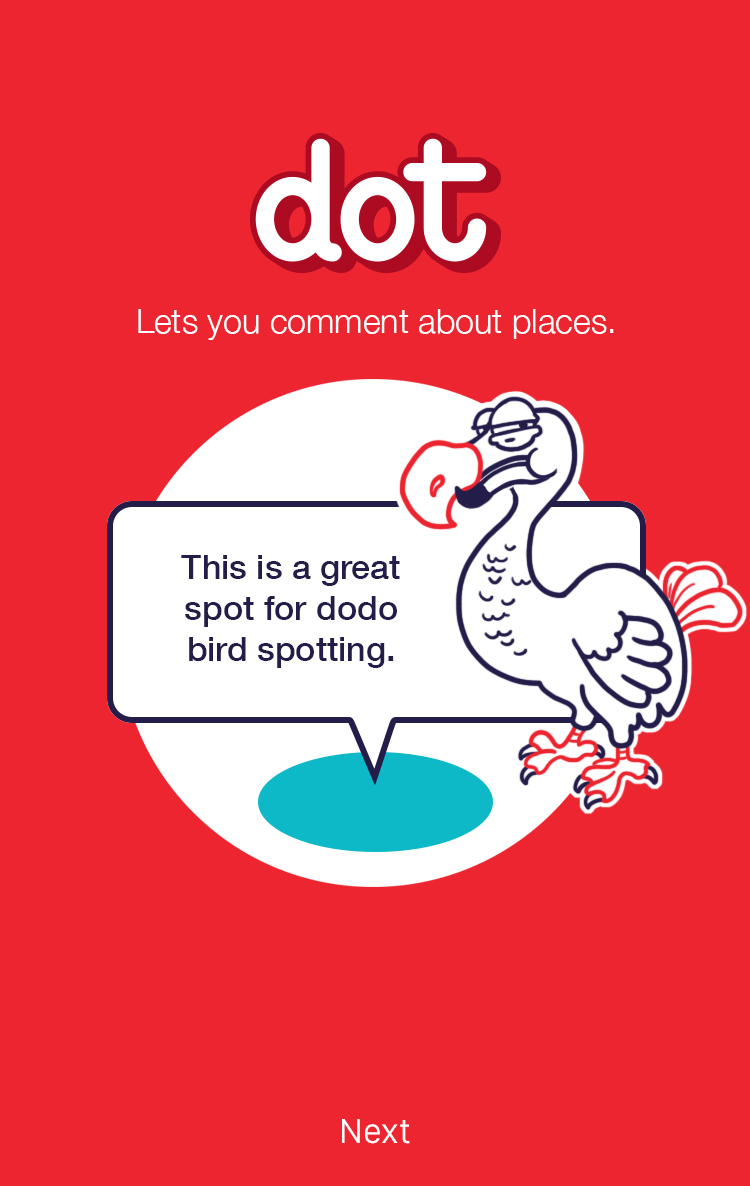 dot
Lets you comment about places.
This is a great
spot for dodo
bird spotting.
Next